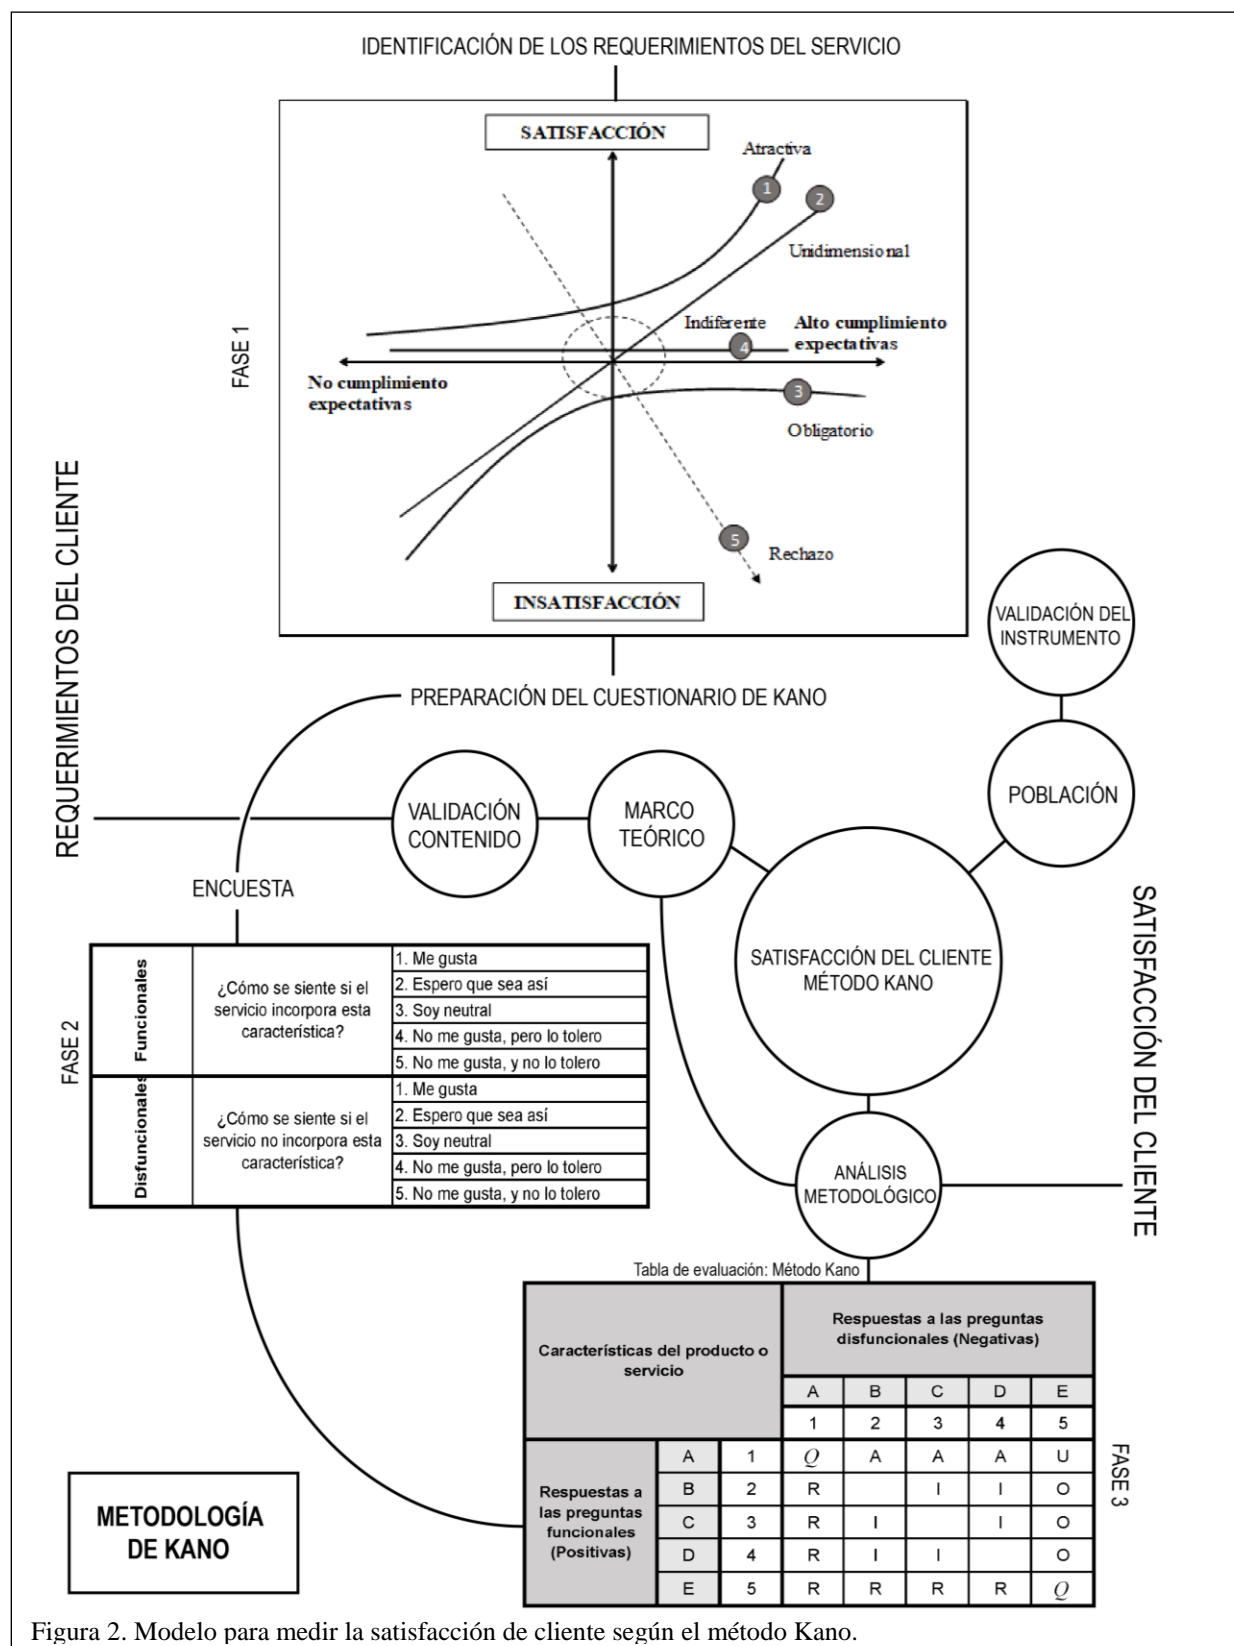 IDENTIFICACIÓN DE LOS REQUERIMIENTOS DEL SERVICIO
SATISFACCIÓN
Atractiva
1
2
Unidimensional
Indiferente
4
Alto cumplimiento
expectativas
No cumplimiento
expectativas
3
Obligatorio
5
Rechazo
INSATISFACCIÓN
FASE 1
REQUERIMIENTOS DEL CLIENTE
PREPARACIÓN DEL CUESTIONARIO DE KANO
VALIDACIÓN DEL
INSTRUMENTO
POBLACIÓN
VALIDACIÓN
CONTENIDO
MARCO
TEÓRICO
SATISFACCIÓN DEL CLIENTE
MÉTODO KANO
SATISFACCIÓN DEL CLIENTE
ENCUESTA
FASE 2
Funcionales
¿Cómo se siente si el
servicio incorpora esta
característica?
1. Me gusta
2. Espero que sea así
3. Soy neutral
4. No me gusta, pero lo tolero
5. No me gusta, y no lo tolero
Disfuncionales
¿Cómo se siente si el
servicio no incorpora esta
característica?
1. Me gusta
2. Espero que sea así
3. Soy neutral
4. No me gusta, pero lo tolero
5. No me gusta, y no lo tolero
ANÁLISIS
METODOLÓGICO
Tabla de evaluación: Método Kano
Características del producto o
servicio
Respuestas a las preguntas
disfuncionales (Negativas)
A B C D E
1 2 3 4 5
Respuestas a
las preguntas
funcionales
(Positivas)
A 1 Q A A A U
B 2 R I I O
C 3 R I I O
D 4 R I I O
E 5 R R R R Q
FASE 3
METODOLOGÍA
DE KANO
Figura 2. Modelo para medir la satisfacción de cliente según el método Kano.